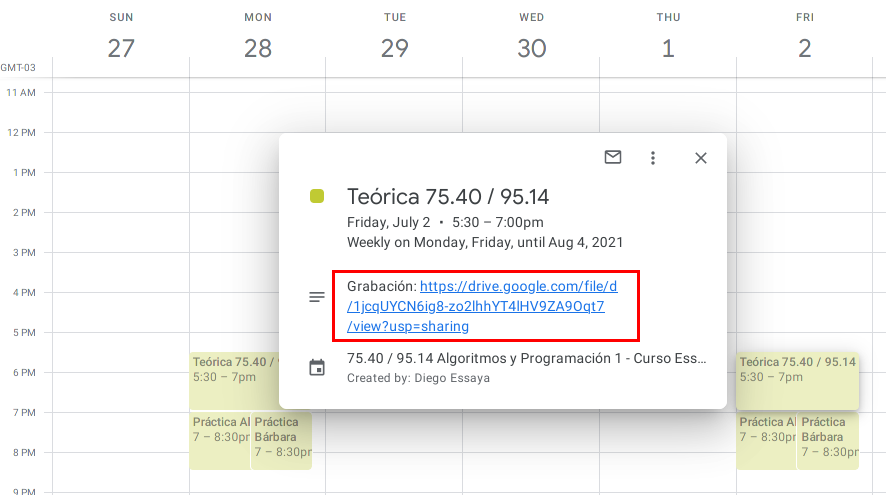 SUN MON TUE WED THU FRI
27 28 29 30 1 2
GMT-03
11 AM
12 PM
1 PM
2 PM
3 PM
4 PM
5 PM
6 PM
7 PM
8 PM
9 PM
Teórica 75.40 / 95.14
Friday, July 2 • 5:30 – 7:00pm
Weekly on Monday, Friday, until Aug 4, 2021
Grabación: https://drive.google.com/file/d
/1jcqUYCN6ig8-zo2lhhYT4lHV9ZA9Oqt7
/view?usp=sharing
75.40 / 95.14 Algoritmos y Programación 1 - Curso Ess...
Created by: Diego Essaya
Teórica 75.40 /
5:30 – 7pm
Práctica Al
7 – 8:30pr
Práctica
Bárbara
7 – 8:30pr
Teórica 75.40 / 95.14
5:30 – 7pm
Práctica Al
7 – 8:30pr
Práctica
Bárbara
7 – 8:30pr